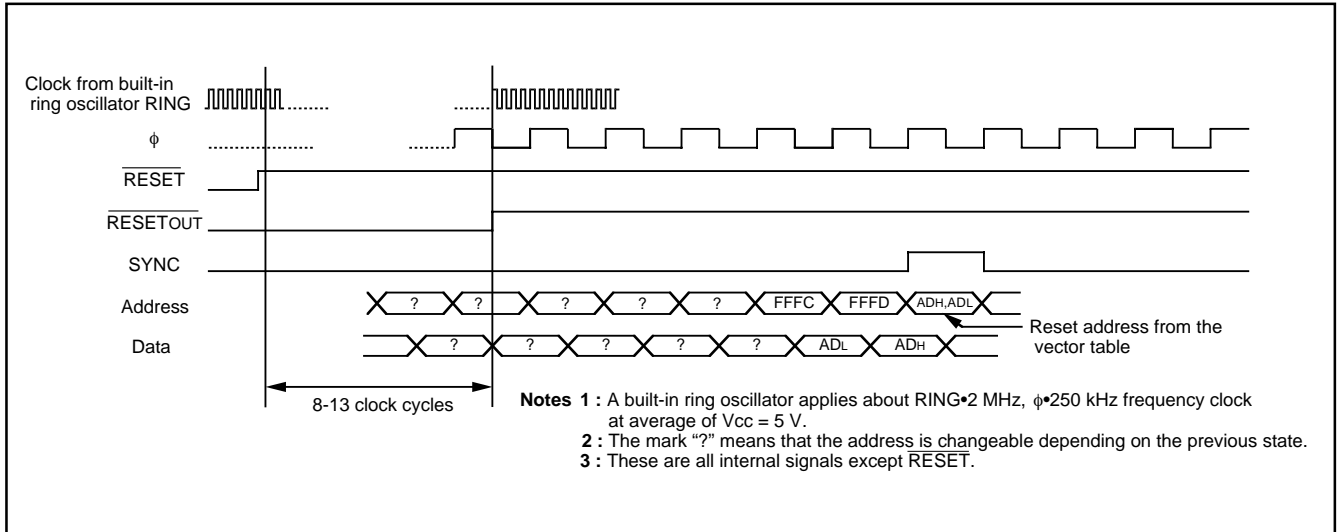 Clock from built-in
ring oscillator RING
ϕ
RESET
RESETOUT
SYNC
Address
? ? ? ? ? FFFC FFFD ADH,ADL
Data
? ? ? ? ? ADL ADH
Reset address from the
vector table
8-13 clock cycles
Notes 1 : A built-in ring oscillator applies about RING•2 MHz, ϕ•250 kHz frequency clock
at average of Vcc = 5 V.
2 : The mark “?” means that the address is changeable depending on the previous state.
3 : These are all internal signals except RESET.